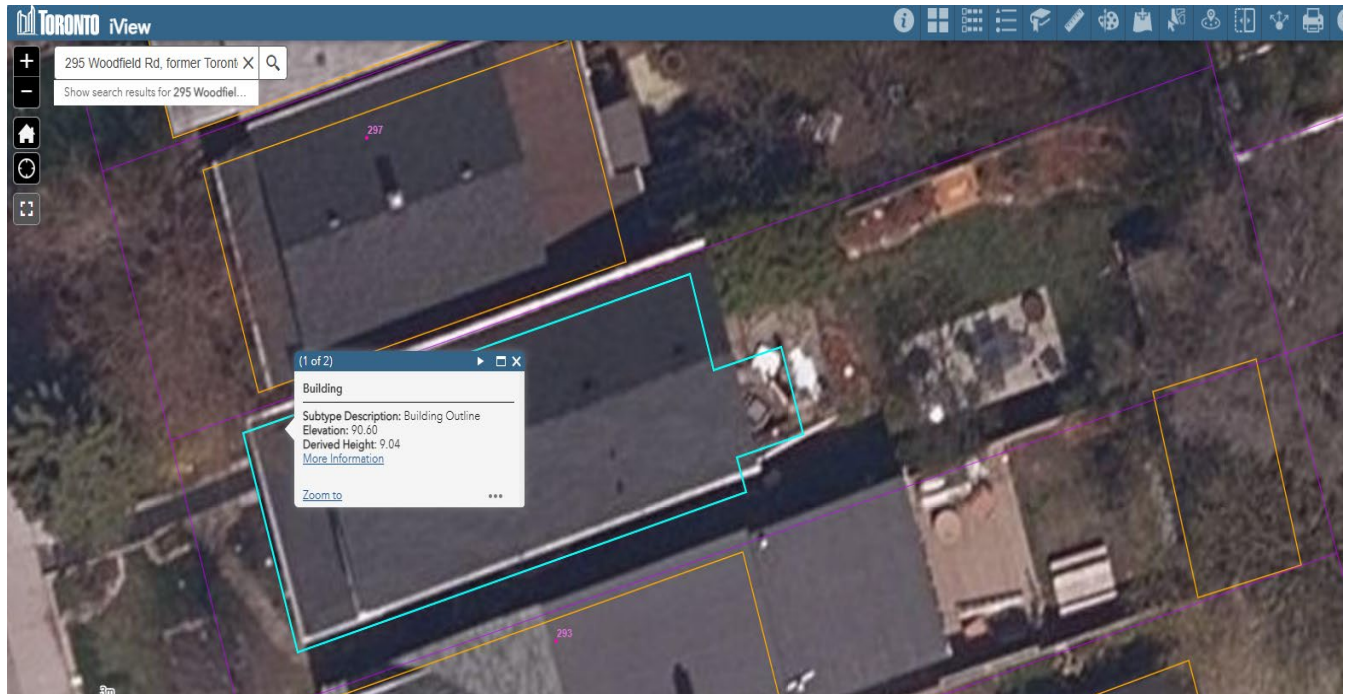 TORONTO iView
295 Woodfield Rd, former Toront
Show search results for 295 Woodfiel...
297
(1 of 2)
Building
Subtype Description: Building Outline
Elevation: 90.60
Derived Height: 9.04
More Information
Zoom to
293